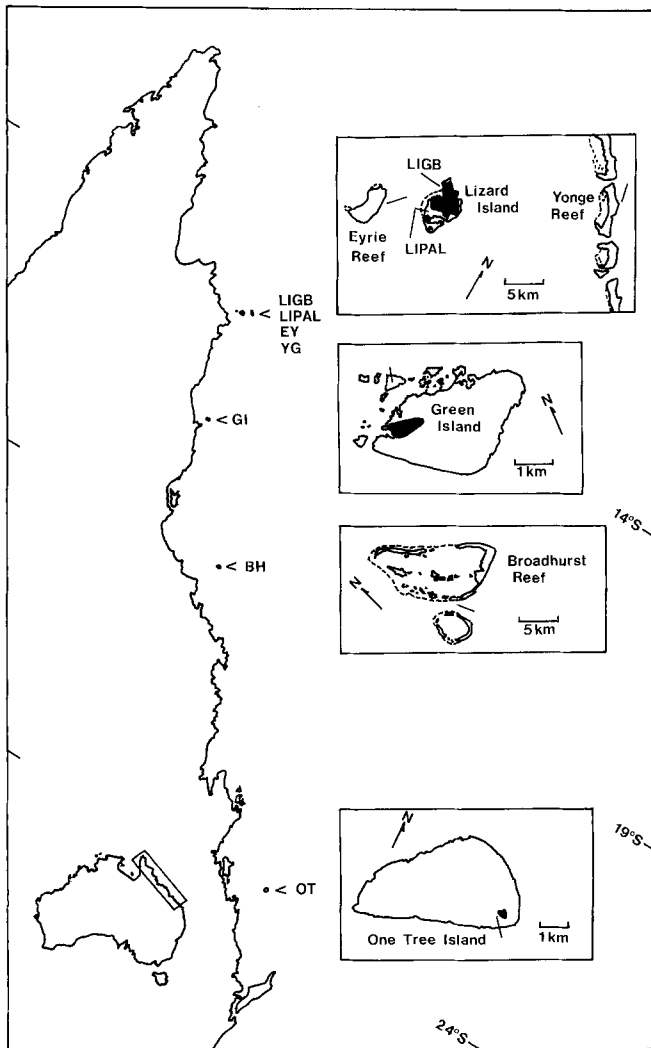 LIGB
Lizard
Island
Yonge
Reef
Eyrie
Reef
LIPAL
N
5km
LIGB
LIPAL
EY
YG
< GI
Green
Island
N
1km
14°S
< BH
Broadhurst
Reef
N
5km
19°S
N
< OT
One Tree Island
1km
24°S